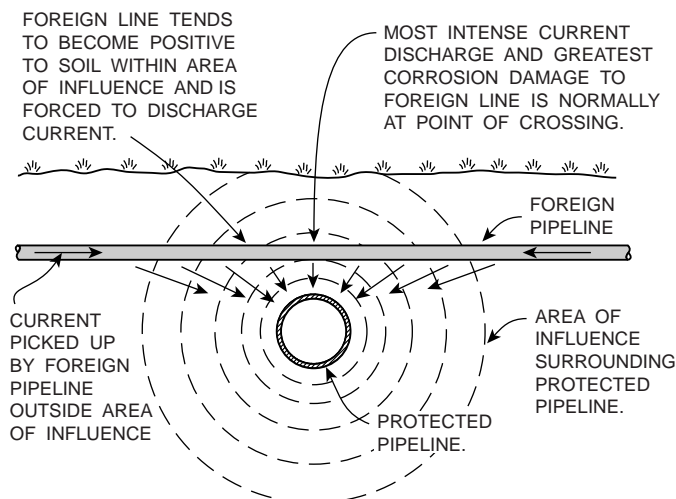 FOREIGN LINE TENDS
TO BECOME POSITIVE
TO SOIL WITHIN AREA
OF INFLUENCE AND IS
FORCED TO DISCHARGE
CURRENT.
MOST INTENSE CURRENT
DISCHARGE AND GREATEST
CORROSION DAMAGE TO
FOREIGN LINE IS NORMALLY
AT POINT OF CROSSING.
FOREIGN
PIPELINE
CURRENT
PICKED UP
BY FOREIGN
PIPELINE
OUTSIDE AREA
OF INFLUENCE
AREA OF
INFLUENCE
SURROUNDING
PROTECTED
PIPELINE.
PROTECTED
PIPELINE.